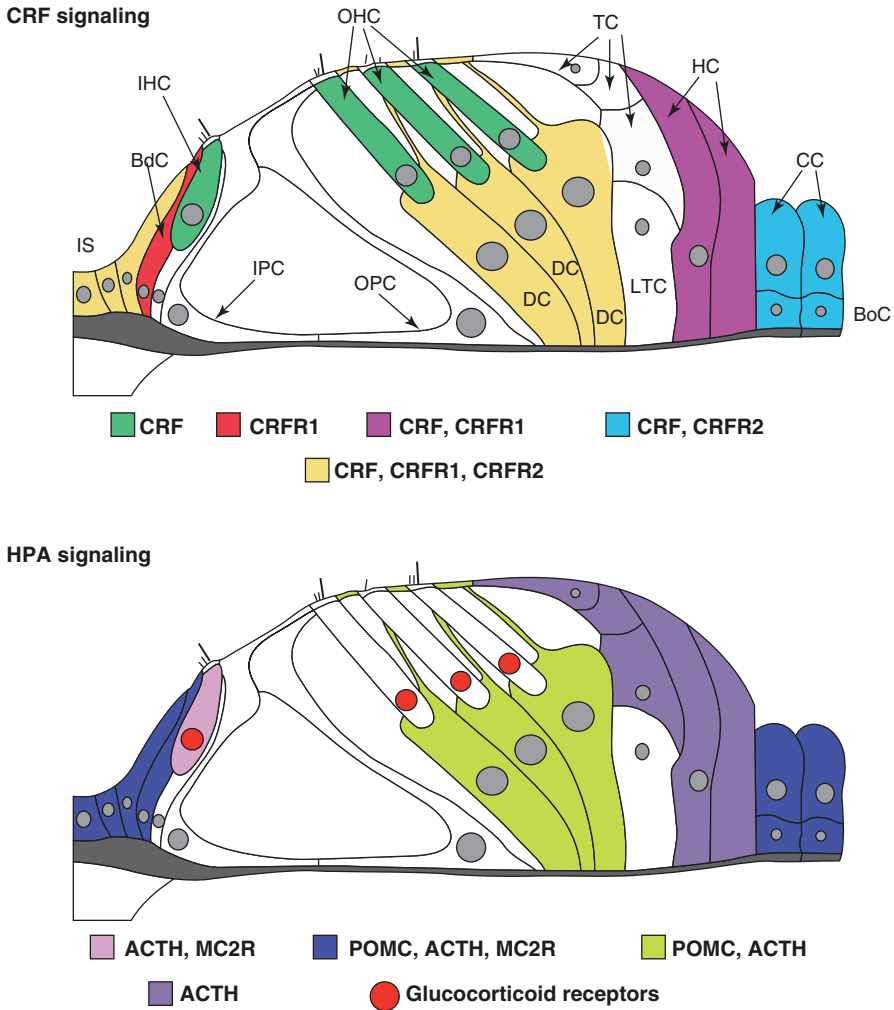 CRF signaling
OHC
TC
IHC
HC
BdC
CC
IS
IPC
OPC
DC
DC
DC
LTC
BoC
CRF
CRFR1
CRF, CRFR1
CRF, CRFR2
CRF, CRFR1, CRFR2
HPA signaling
ACTH, MC2R
POMC, ACTH, MC2R
POMC, ACTH
ACTH
Glucocorticoid receptors